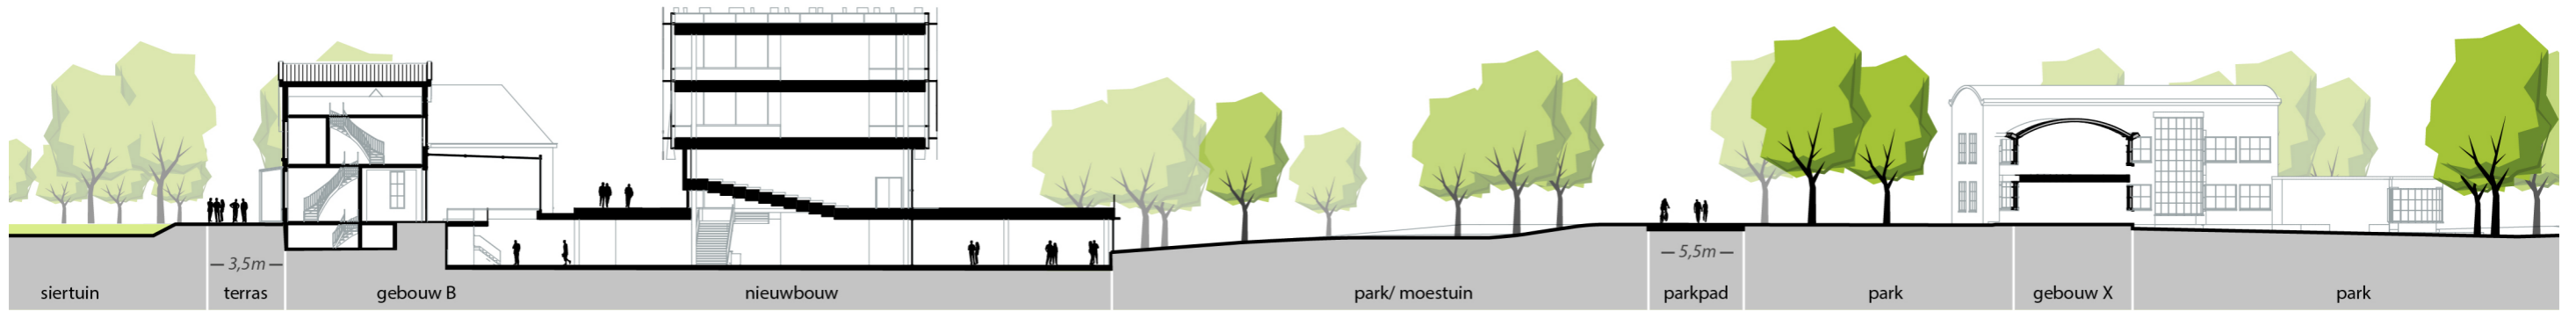 3,5m
5,5m
siertuin
terras
gebouw B
nieuwbouw
park/ moestuin
parkpad
park
gebouw X
park